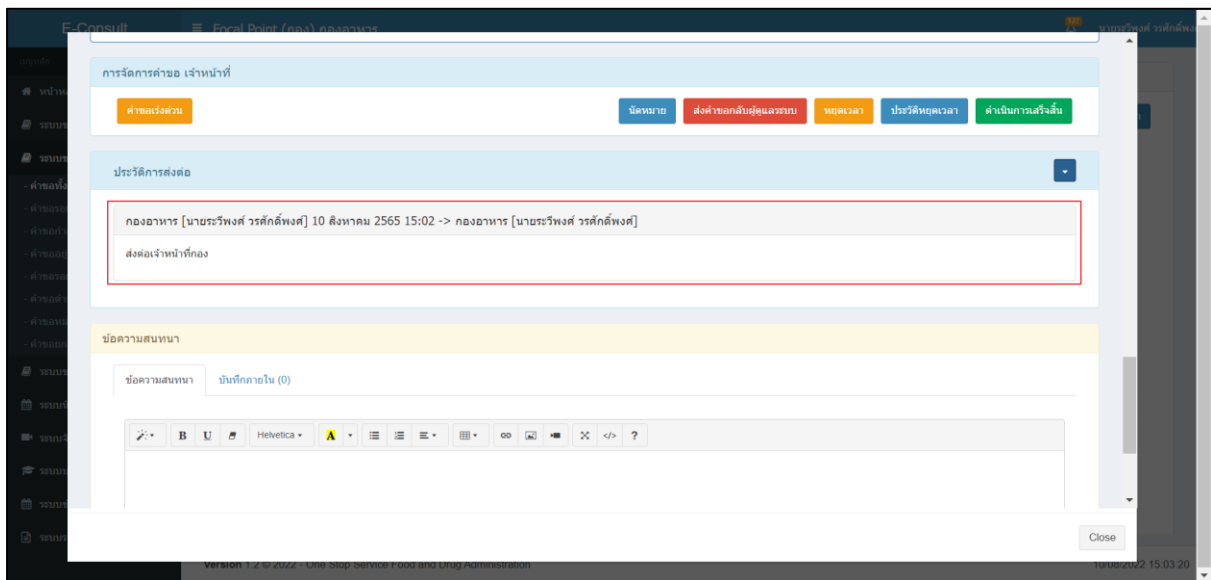 E-Consult
Focal Point (กอง) กองอาหาร
127
การจัดการคำขอ เจ้าหน้าที่
คำขอเร่งด่วน
นัดหมาย
ส่งคำขอกลับผู้ดูแลระบบ
หยุดเวลา
ประวัติหยุดเวลา
ดำเนินการเสร็จสิ้น
ประวัติการส่งต่อ
กองอาหาร [นายระวีพงศ์ วรศักดิ์พงศ์] 10 สิงหาคม 2565 15:02 -> กองอาหาร [นายระวีพงศ์ วรศักดิ์พงศ์]
ส่งต่อเจ้าหน้าที่กอง
ข้อความสนทนา
ข้อความสนทนา
บันทึกภายใน (0)
B U Helvetica A </> ?
Close
Version 1.2 © 2022 - One Stop Service Food and Drug Administration
10/08/2022 15:03:20